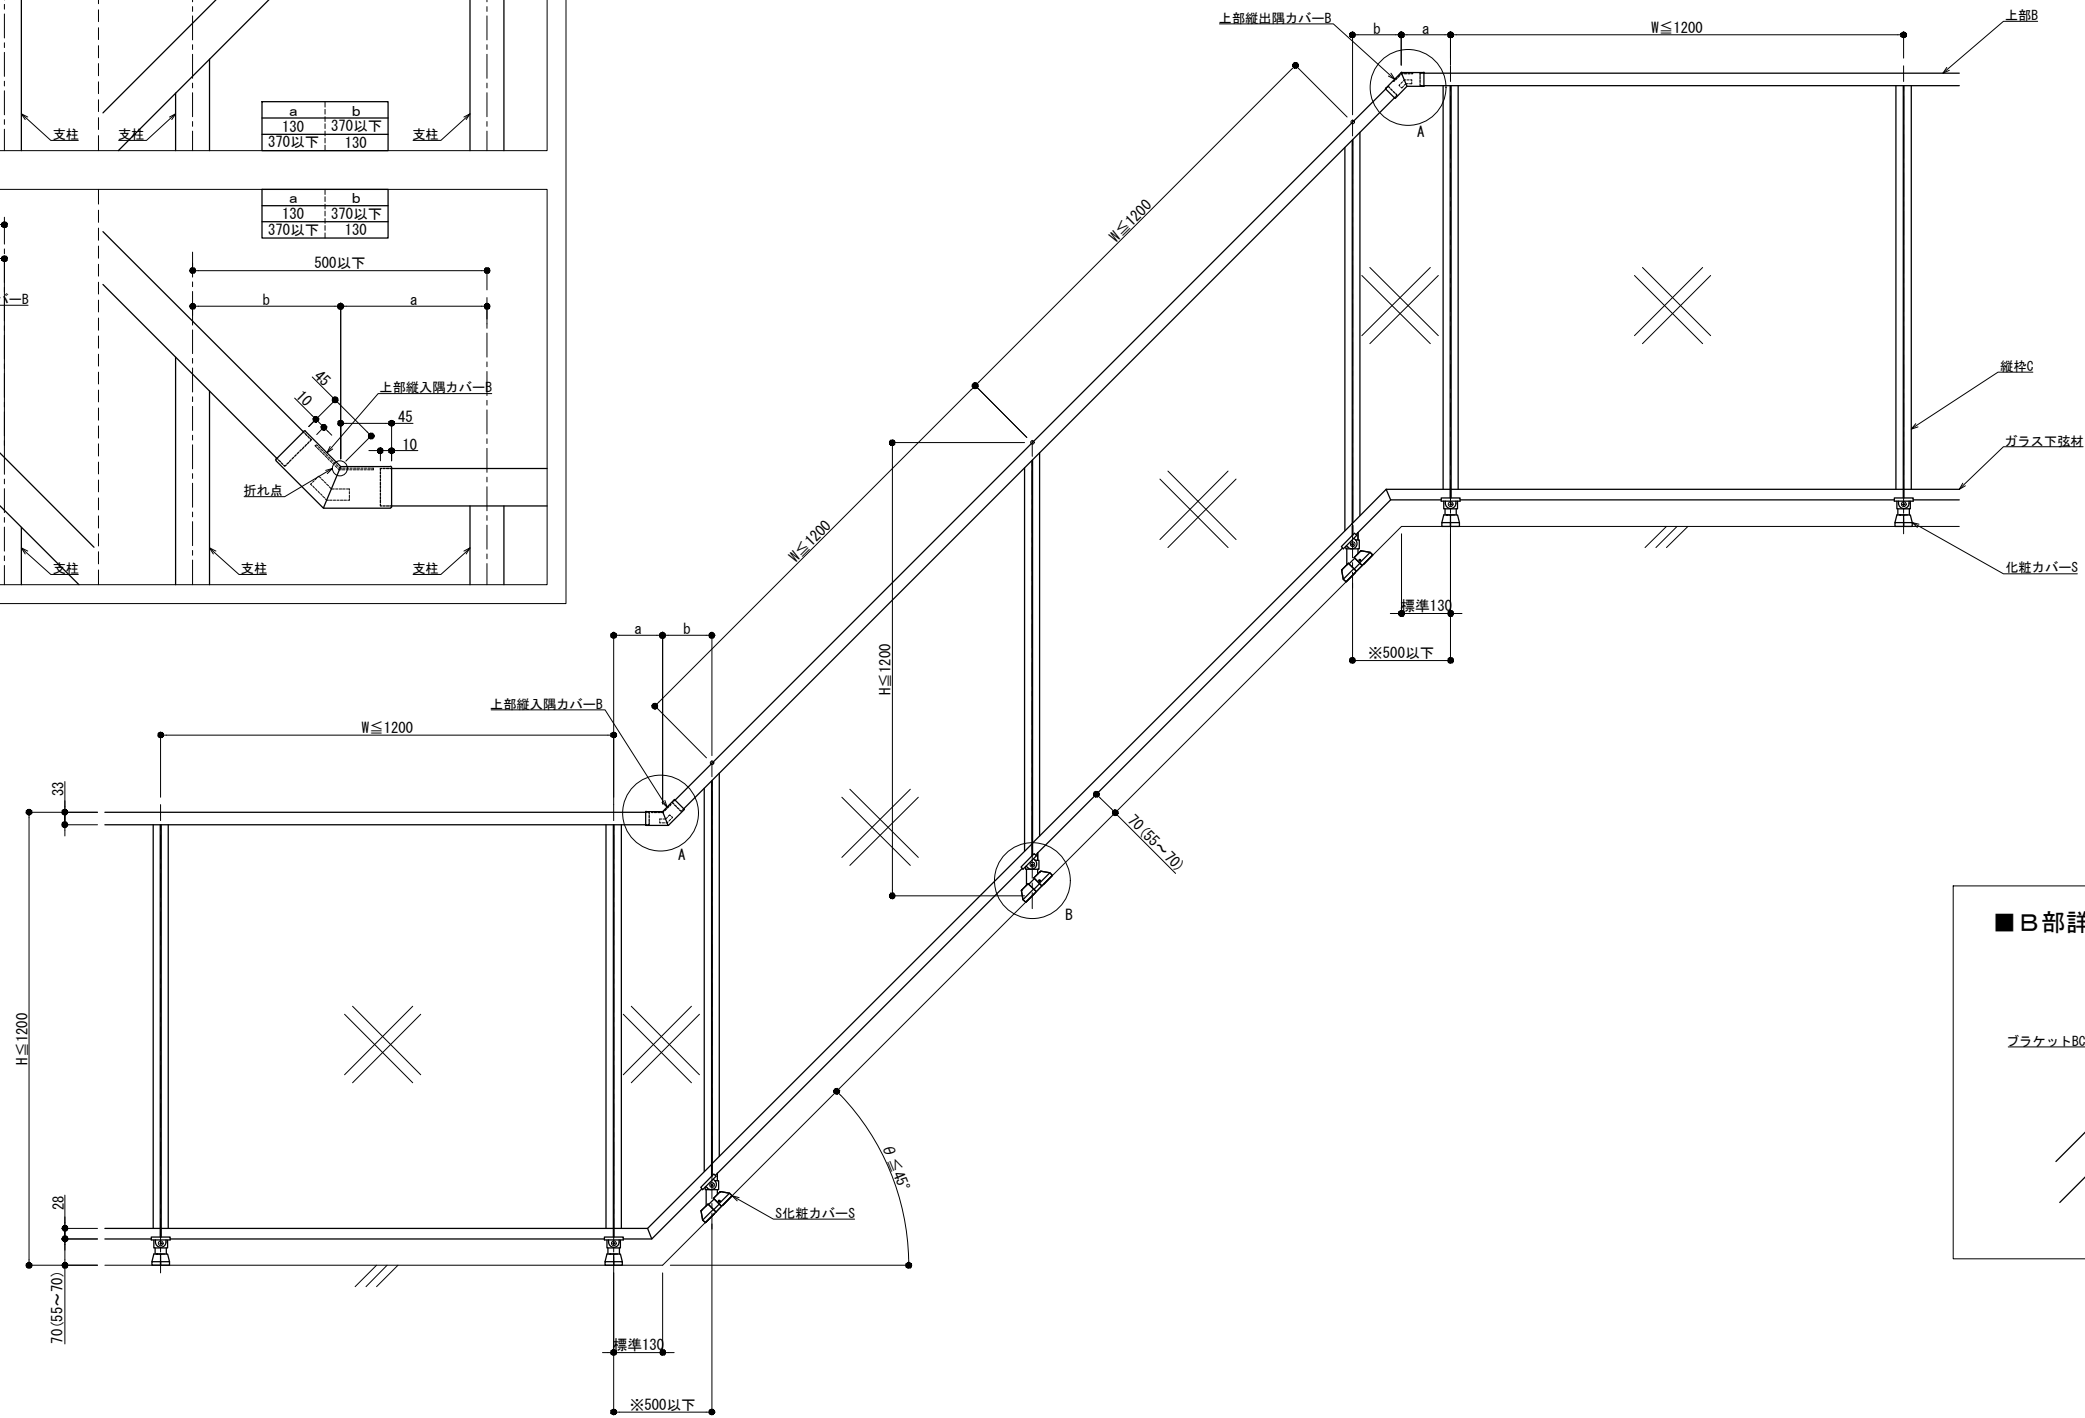 支柱
支柱
a b
130 370以下
370以下 130
支柱
a b
130 370以下
370以下 130
500以下
b a
バーB
45
10
上部縦入隅カバーB
45
10
折れ点
支柱
支柱
支柱
上部縦出隅カバーB
b a
W≦1200
上部B
A
W≦1200
縦枠C
ガラス下弦材
化粧カバーS
標準130
※500以下
W≦1200
H≦1200
a b
上部縦入隅カバーB
W≦1200
33
A
70(55～70)
B
H≦1200
θ≦45°
28
S化粧カバーS
70(55～70)
標準130
※500以下
■B部詳
ブラケットBC